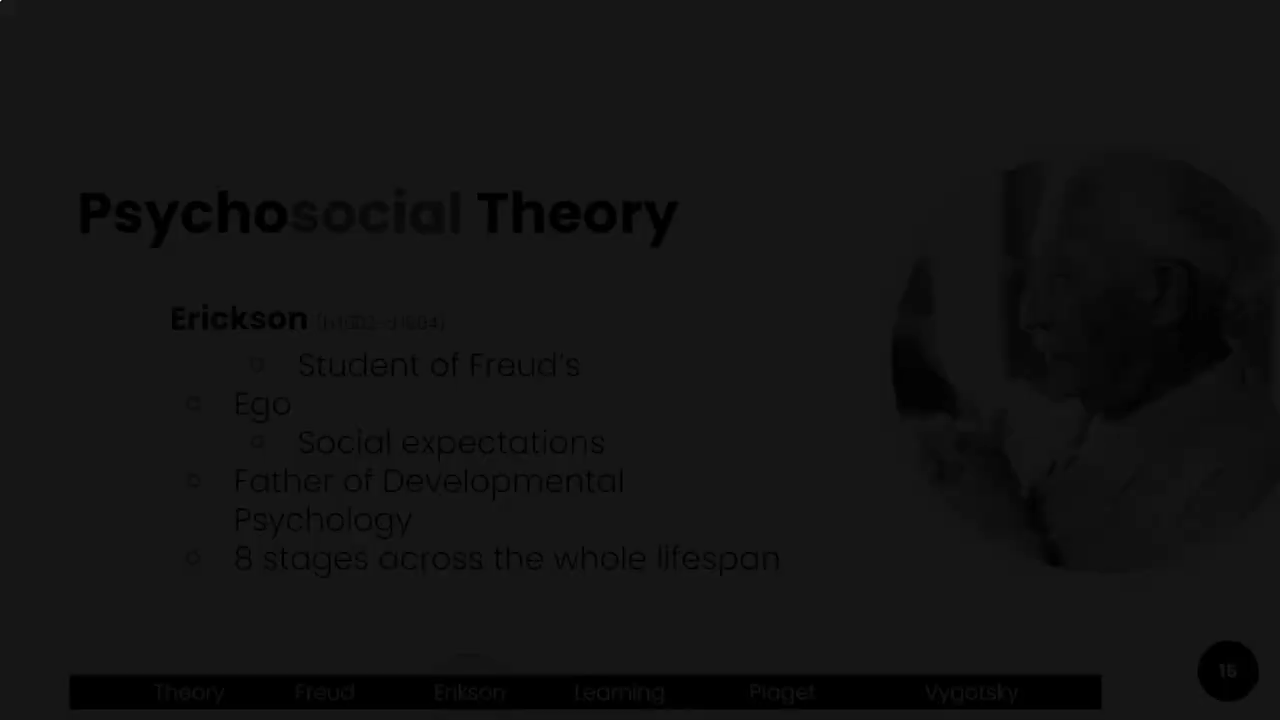 Psychosocial Theory
Erickson
Student of Freud's
Ego
Social expectations
Father of Developmental
Psychology
8 stages across the whole lifespan
Theory Freud Erikson Learning Piaget Vygotsky
15